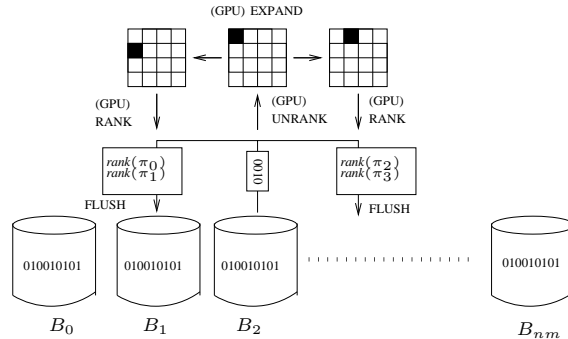 (GPU) EXPAND
(GPU)
RANK
(GPU)
UNRANK
(GPU)
RANK
rank(π0)
rank(π1)
0100
rank(π2)
rank(π3)
FLUSH
FLUSH
010010101
010010101
010010101
010010101
B0
B1
B2
Bnm